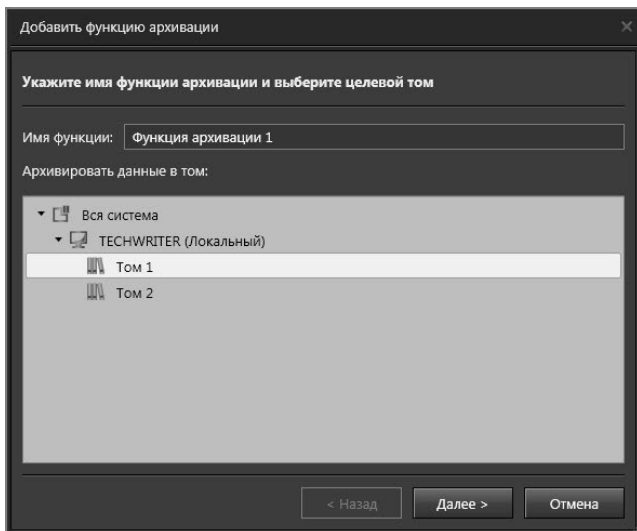 Добавить функцию архивации
Укажите имя функции архивации и выберите целевой том
Имя функции: Функция архивации 1
Архивировать данные в том:
Вся система
TECHWRITER (Локальный)
Том 1
Том 2
< Назад Далее > Отмена